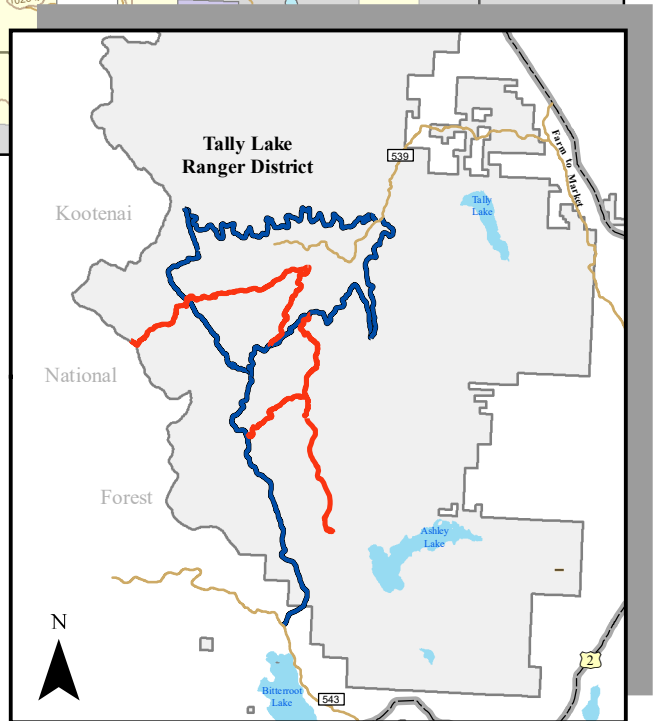 Tally Lake
Ranger District
539
Farm to Market
Kootenai
Tally
Lake
National
Forest
Ashley
Lake
N
2
Bitterroot
Lake
543